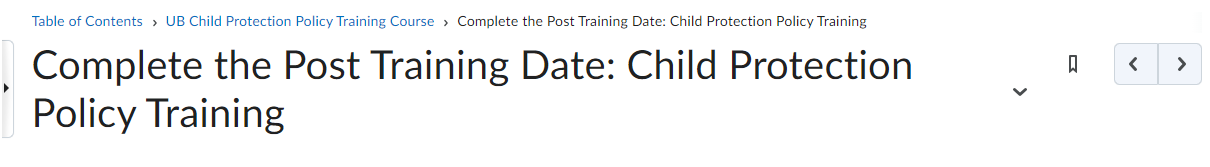 Table of Contents › UB Child Protection Policy Training Course › Complete the Post Training Date: Child Protection Policy Training
Complete the Post Training Date: Child Protection
Policy Training